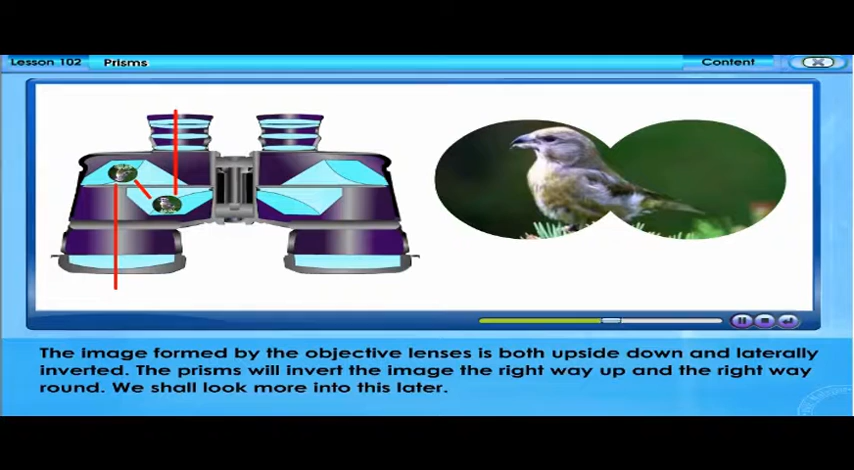 Lesson 102 Prisms Content
The image formed by the objective lenses is both upside down and laterally
inverted. The prisms will invert the image the right way up and the right way
round. We shall look more into this later.